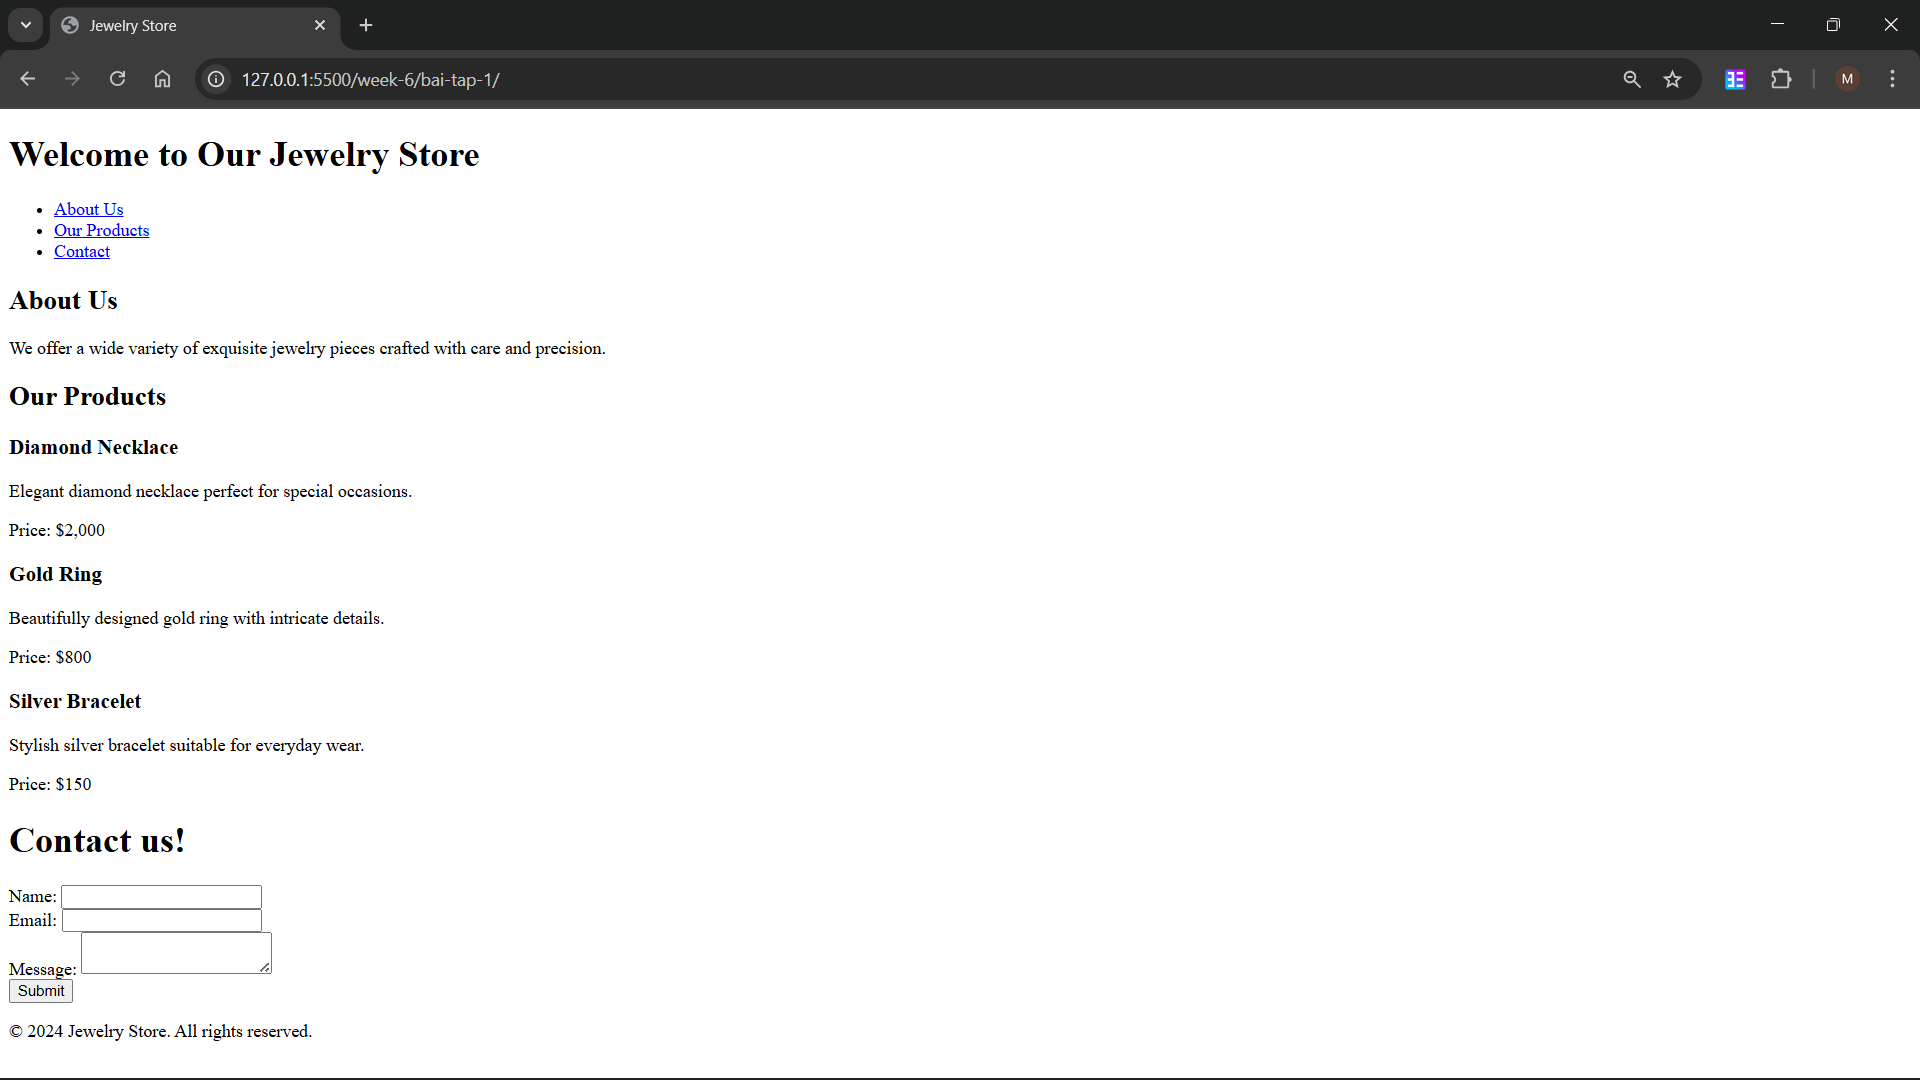 Jewelry Store
127.0.0.1:5500/week-6/bai-tap-1/
M
Welcome to Our Jewelry Store
About Us
Our Products
Contact
About Us
We offer a wide variety of exquisite jewelry pieces crafted with care and precision.
Our Products
Diamond Necklace
Elegant diamond necklace perfect for special occasions.
Price: $2,000
Gold Ring
Beautifully designed gold ring with intricate details.
Price: $800
Silver Bracelet
Stylish silver bracelet suitable for everyday wear.
Price: $150
Contact us!
Name:
Email:
Message:
Submit
© 2024 Jewelry Store. All rights reserved.